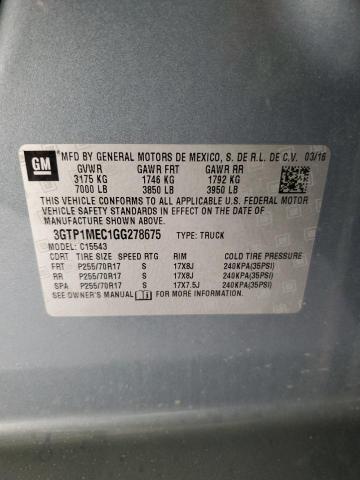 GM
MFD BY GENERAL MOTORS DE MEXICO, S. DE R.L. DE C.V. 03/16
GVWR GAWR FRT GAWR RR
3175 KG 1746 KG 1792 KG
7000 LB 3850 LB 3950 LB
THIS VEHICLE CONFORMS TO ALL APPLICABLE U.S. FEDERAL MOTOR
VEHICLE SAFETY STANDARDS IN EFFECT ON THE DATE OF
MANUFACTURE SHOWN ABOVE.
3GTP1MEC1GG278675 TYPE: TRUCK
MODEL: C15543
CDRT TIRE SIZE SPEED RTG RIM COLD TIRE PRESSURE
FRT P255/70R17 S 17X8J 240KPA(35PSI)
RR P255/70R17 S 17X8J 240KPA(35PSI)
SPA P255/70R17 S 17X7.5J 240KPA(35PSI)
SEE OWNER MANUAL FOR MORE INFORMATION.